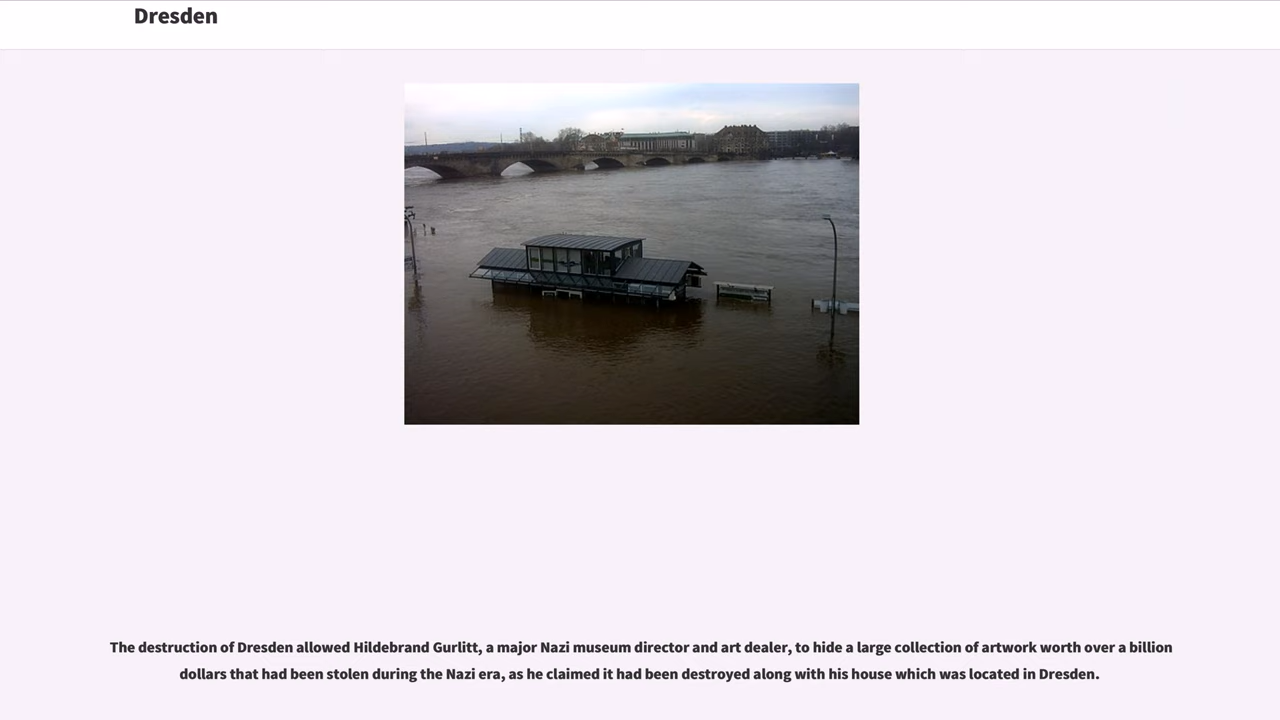 Dresden
The destruction of Dresden allowed Hildebrand Gurlitt, a major Nazi museum director and art dealer, to hide a large collection of artwork worth over a billion
dollars that had been stolen during the Nazi era, as he claimed it had been destroyed along with his house which was located in Dresden.